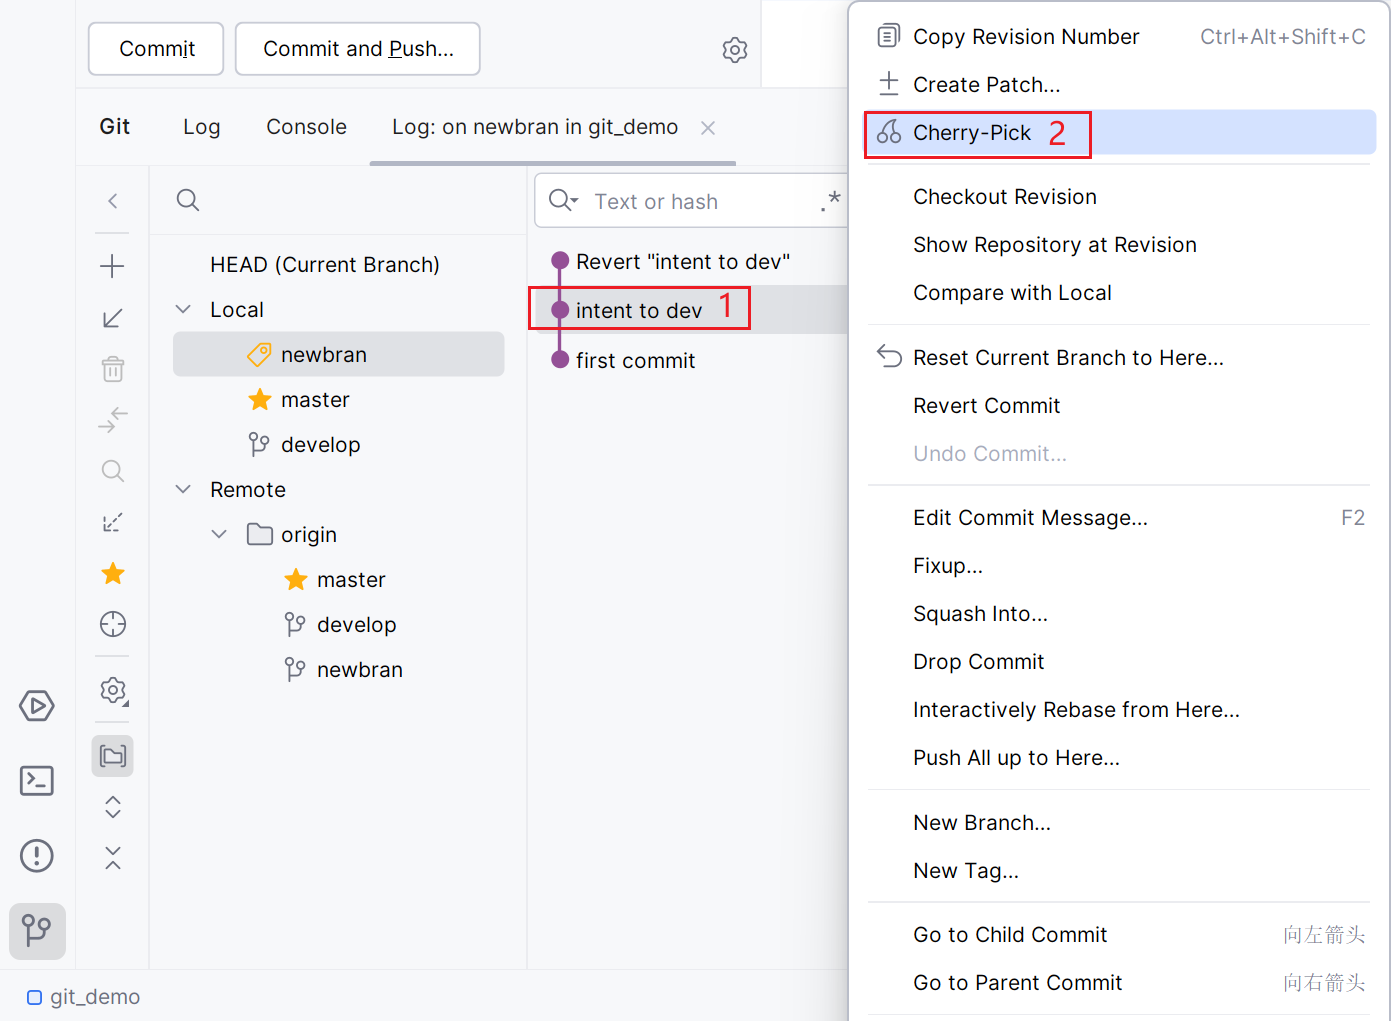 Commit
Commit and Push...
Git
Log
Console
Log: on newbran in git_demo
HEAD (Current Branch)
Local
newbran
master
develop
Remote
origin
master
develop
newbran
Text or hash
.*
Revert "intent to dev"
intent to dev 1
first commit
Copy Revision Number Ctrl+Alt+Shift+C
Create Patch...
Cherry-Pick 2
Checkout Revision
Show Repository at Revision
Compare with Local
Reset Current Branch to Here...
Revert Commit
Undo Commit...
Edit Commit Message... F2
Fixup...
Squash Into...
Drop Commit
Interactively Rebase from Here...
Push All up to Here...
New Branch...
New Tag...
Go to Child Commit 向左箭头
Go to Parent Commit 向右箭头
git_demo